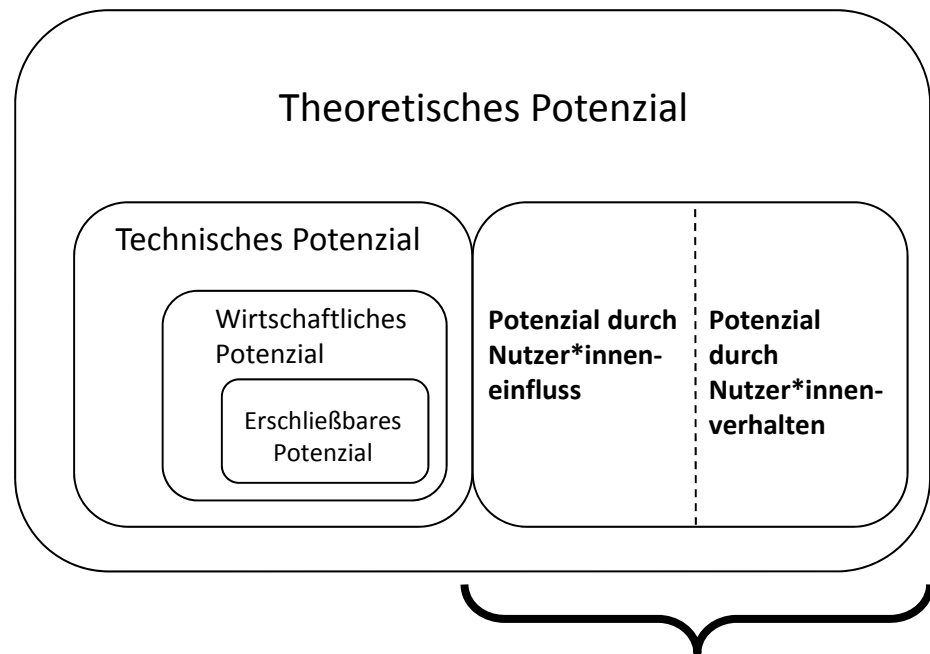 Theoretisches Potenzial
Technisches Potenzial
Wirtschaftliches
Potenzial
Erschließbares
Potenzial
Potenzial durch
Nutzer*innen-
einfluss
Potenzial
durch
Nutzer*innen-
verhalten